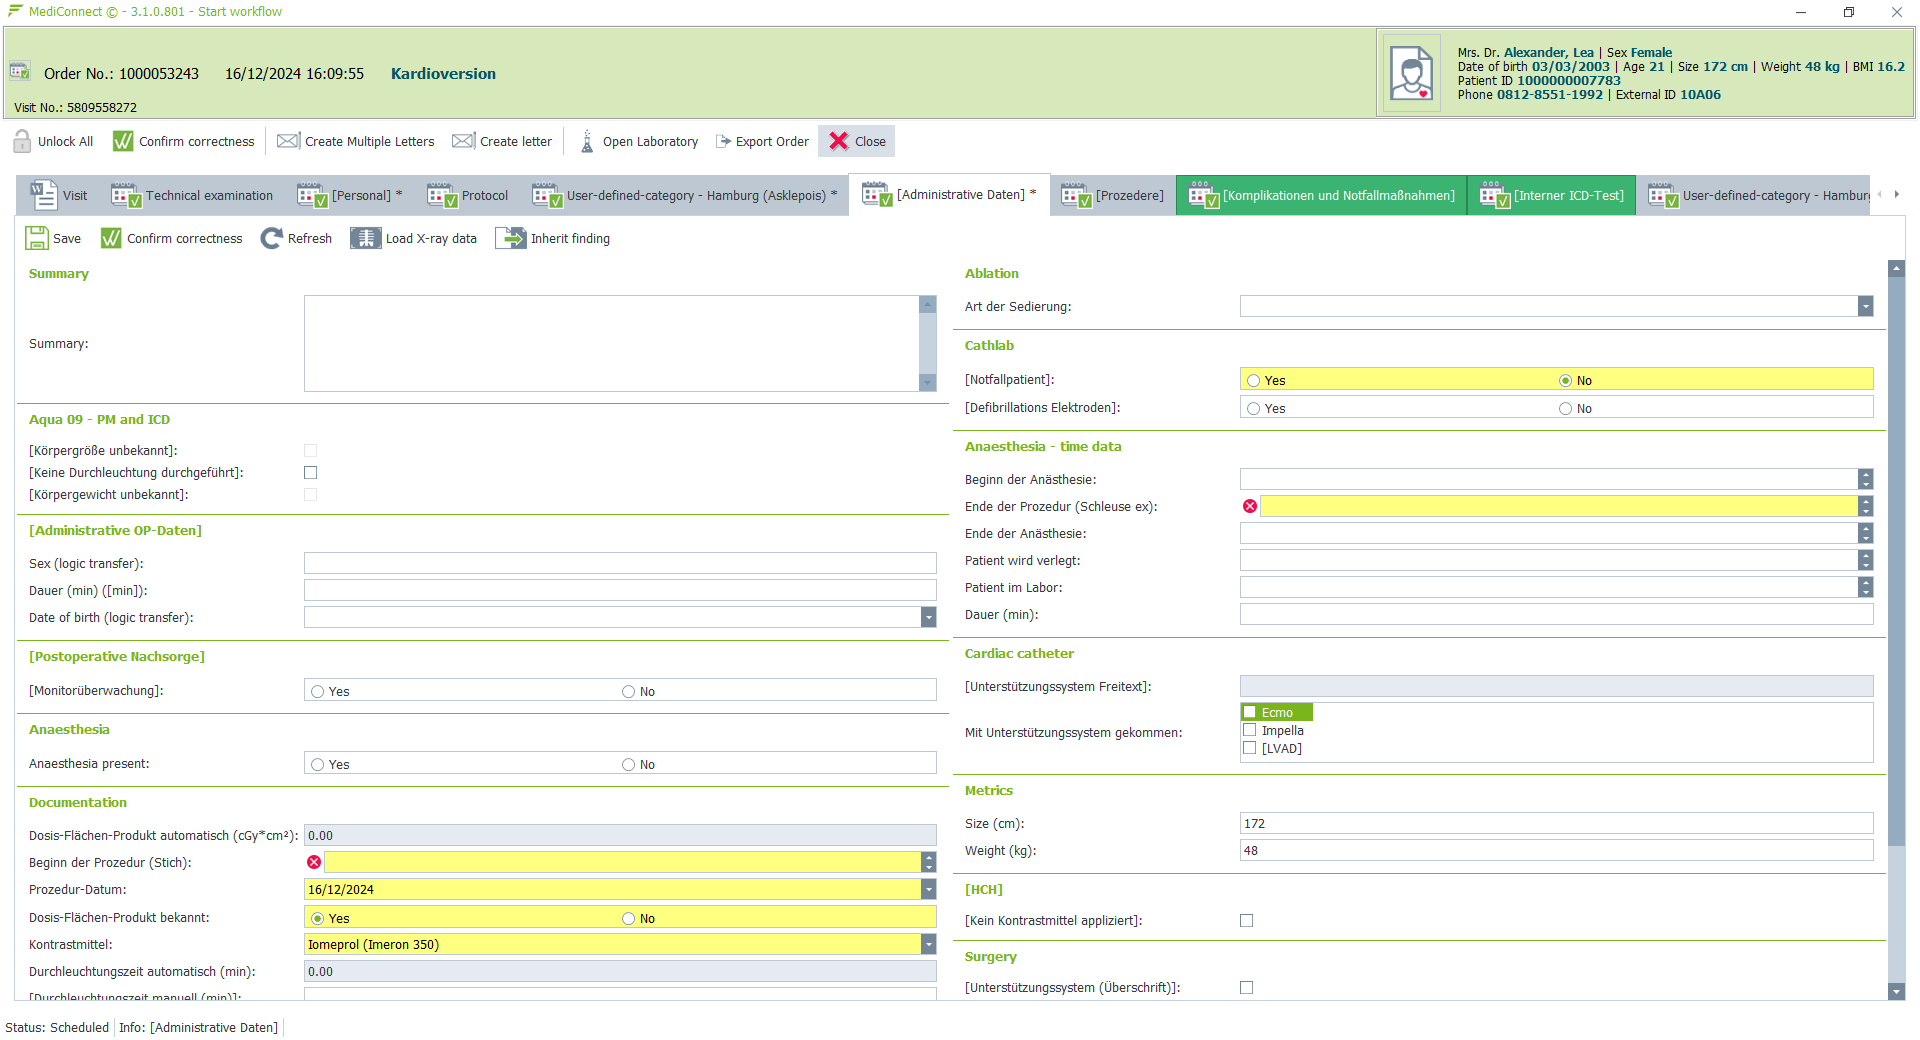 MediConnect © - 3.1.0.801 - Start workflow
Order No.: 1000053243 16/12/2024 16:09:55 Kardioversion
Visit No.: 5809558272
Mrs. Dr. Alexander, Lea | Sex Female
Date of birth 03/03/2003 | Age 21 | Size 172 cm | Weight 48 kg | BMI 16.2
Patient ID 1000000007783
Phone 0812-8551-1992 | External ID 10A06
Unlock All Confirm correctness Create Multiple Letters Create letter Open Laboratory Export Order Close
Visit Technical examination [Personal] * Protocol User-defined-category - Hamburg (Asklepois) * [Administrative Daten] * [Prozedere] [Komplikationen und Notfallmaßnahmen] [Interner ICD-Test] User-defined-category - Hamburg
Save Confirm correctness Refresh Load X-ray data Inherit finding
Summary
Summary:
Aqua 09 - PM and ICD
[Körpergröße unbekannt]:
[Keine Durchleuchtung durchgeführt]:
[Körpergewicht unbekannt]:
[Administrative OP-Daten]
Sex (logic transfer):
Dauer (min) ([min]):
Date of birth (logic transfer):
[Postoperative Nachsorge]
[Monitorüberwachung]: Yes No
Anaesthesia
Anaesthesia present: Yes No
Documentation
Dosis-Flächen-Produkt automatisch (cGy*cm²): 0.00
Beginn der Prozedur (Stich):
Prozedur-Datum: 16/12/2024
Dosis-Flächen-Produkt bekannt: Yes No
Kontrastmittel: Iomeprol (Imeron 350)
Durchleuchtungszeit automatisch (min): 0.00
[Durchleuchtungszeit manuell (min)]:
Ablation
Art der Sedierung:
Cathlab
[Notfallpatient]: Yes No
[Defibrillations Elektroden]: Yes No
Anaesthesia - time data
Beginn der Anästhesie:
Ende der Prozedur (Schleuse ex):
Ende der Anästhesie:
Patient wird verlegt:
Patient im Labor:
Dauer (min):
Cardiac catheter
[Unterstützungssystem Freitext]:
Mit Unterstützungssystem gekommen: Ecmo
Impella
[LVAD]
Metrics
Size (cm): 172
Weight (kg): 48
[HCH]
[Kein Kontrastmittel appliziert]:
Surgery
[Unterstützungssystem (Überschrift)]:
Status: Scheduled Info: [Administrative Daten]